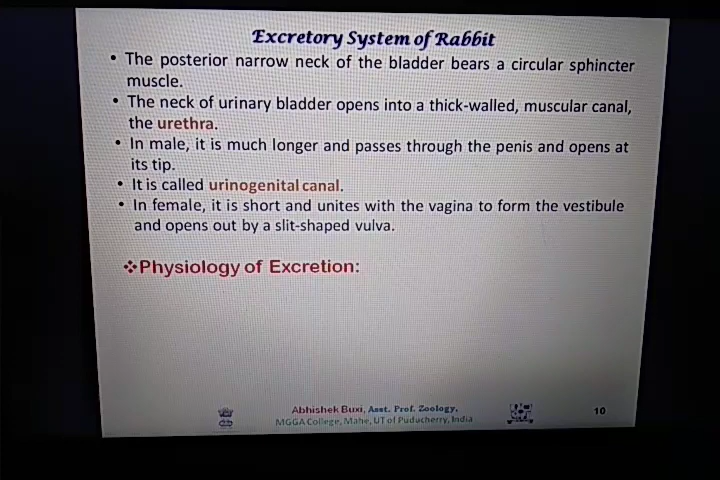 Excretory System of Rabbit
• The posterior narrow neck of the bladder bears a circular sphincter
muscle.
• The neck of urinary bladder opens into a thick-walled, muscular canal,
the urethra.
• In male, it is much longer and passes through the penis and opens at
its tip.
• It is called urinogenital canal.
• In female, it is short and unites with the vagina to form the vestibule
and opens out by a slit-shaped vulva.
❖Physiology of Excretion:
Abhishek Buxi, Asst. Prof. Zoology,
MGGA College, Mahe, UT of Puducherry, India
10